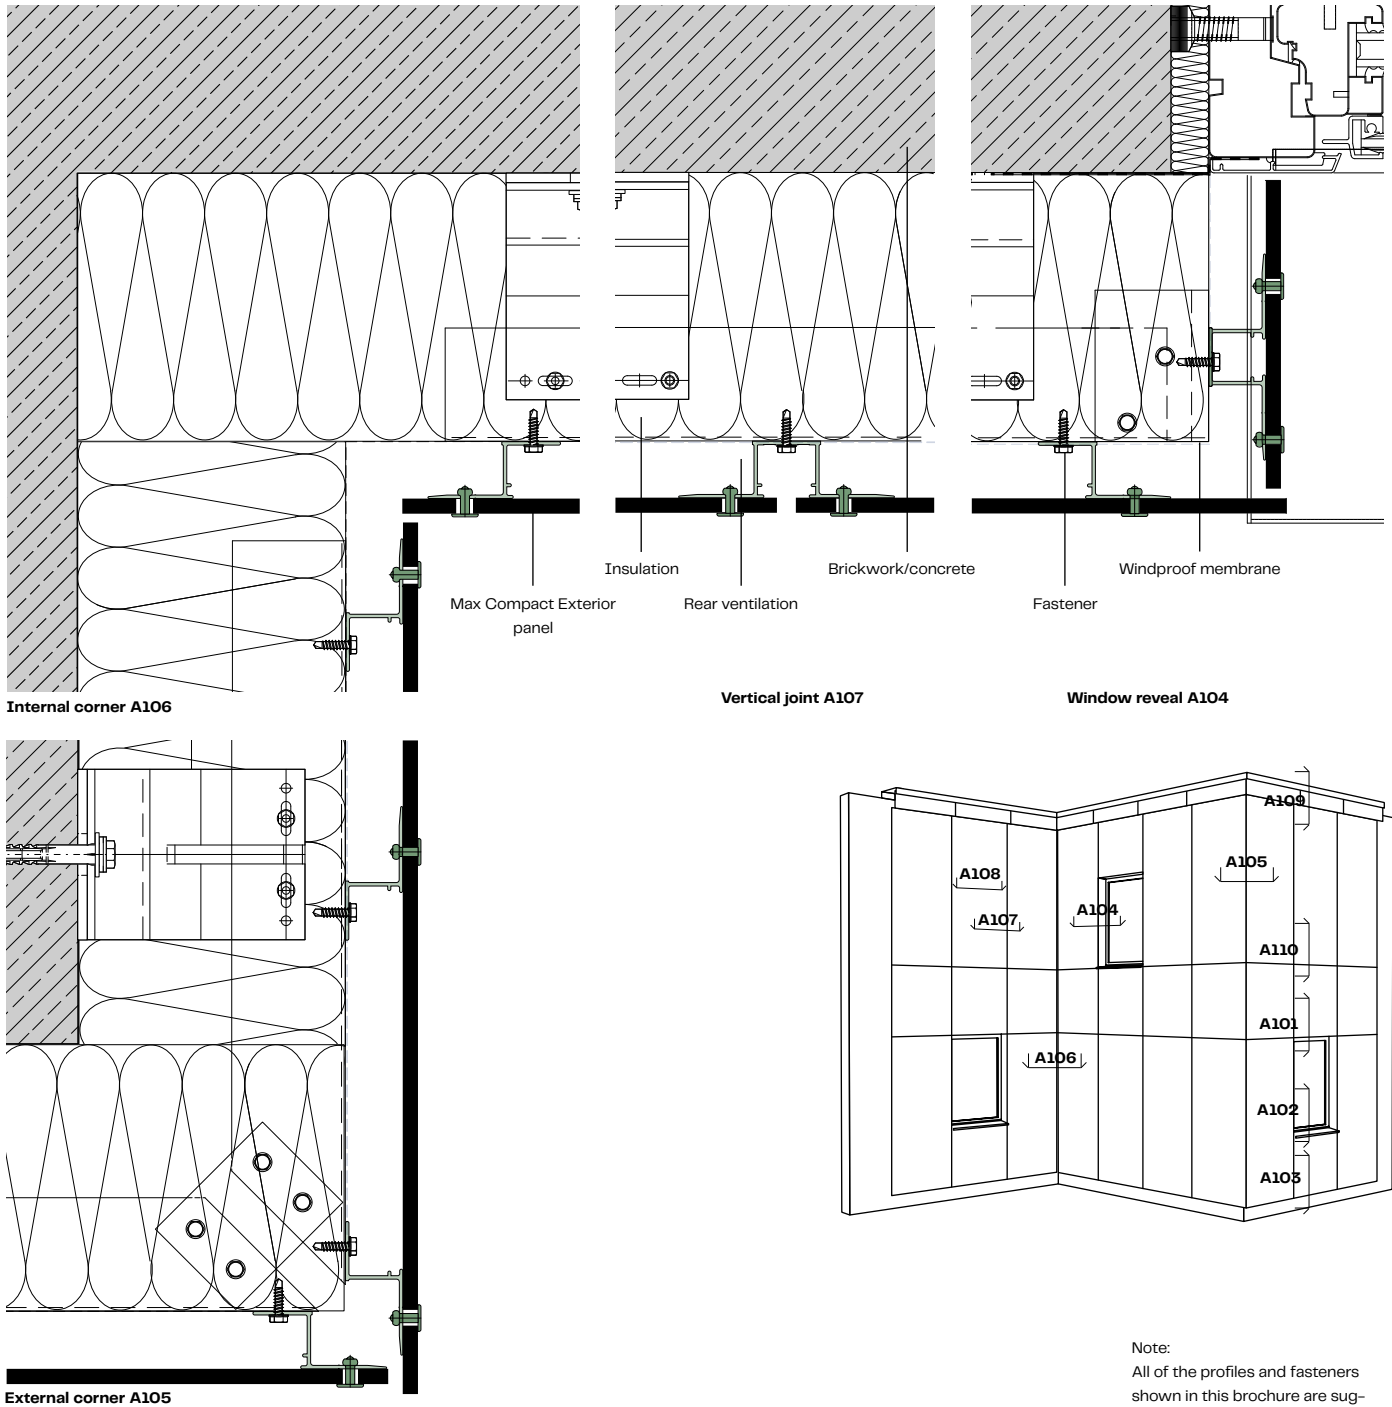 Insulation
Brickwork/concrete
Windproof membrane
Max Compact Exterior
panel
Rear ventilation
Fastener
Internal corner A106
Vertical joint A107
Window reveal A104
A109
A105
A108
A107
A104
A110
A101
A106
A102
A103
External corner A105
Note:
All of the profiles and fasteners
shown in this brochure are sug-